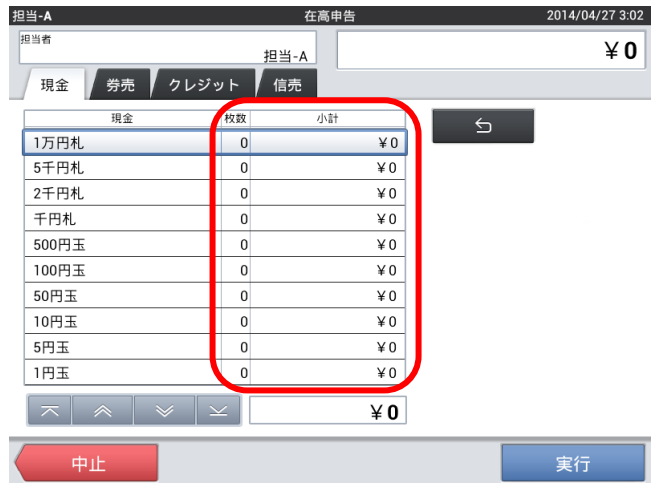 担当-A 在高申告 2014/04/27 3:02
担当者
担当-A
¥0
現金 券売 クレジット 信売
現金 枚数 小計
1万円札 0 ¥0
5千円札 0 ¥0
2千円札 0 ¥0
千円札 0 ¥0
500円玉 0 ¥0
100円玉 0 ¥0
50円玉 0 ¥0
10円玉 0 ¥0
5円玉 0 ¥0
1円玉 0 ¥0
¥0
中止 実行